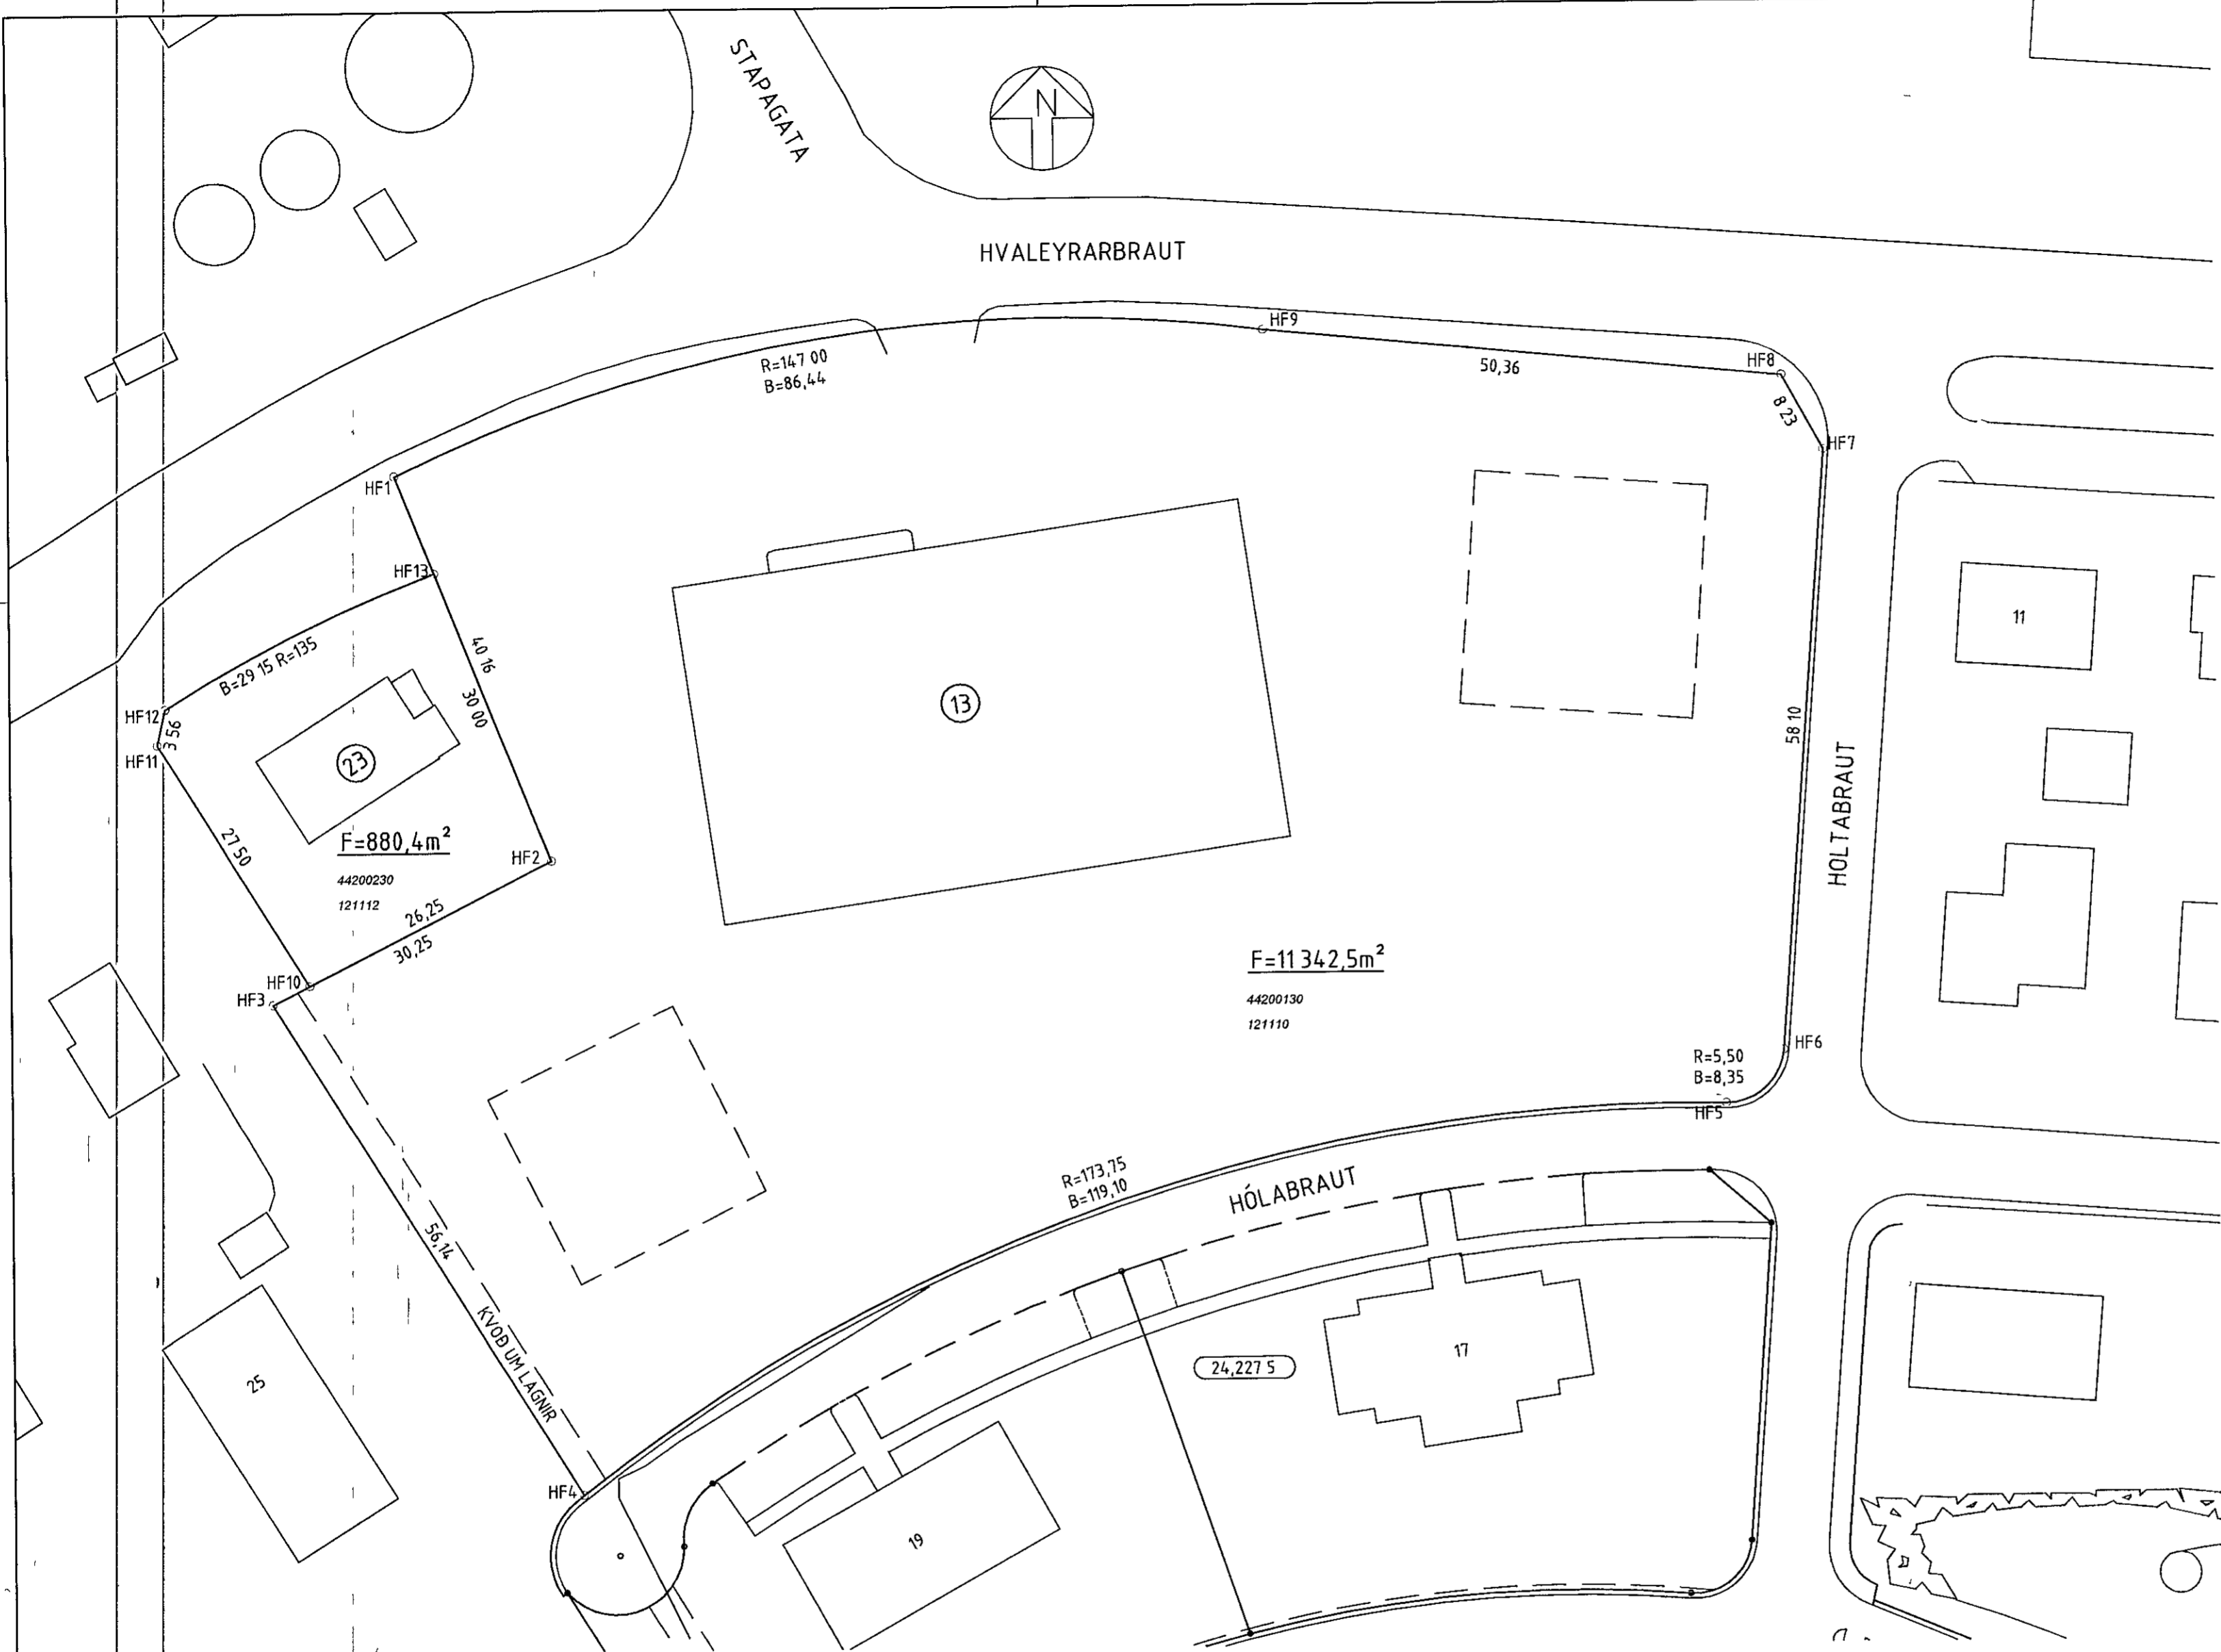 STAPAGATA
N
HVALEYRARBRAUT
HF9
HF8
50,36
8 23
HF7
R=147 00
B=86,44
HF1
HF13
B=29 15 R=135
40 16
30 00
HF12
3 56
HF11
23
13
11
58 10
HOLTABRAUT
27 50
F=880,4m²
44200230
121112
HF2
26,25
30,25
HF10
HF3
F=11 342,5m²
44200130
121110
HF6
R=5,50
B=8,35
HF5
R=173,75
B=119,10
HÓLABRAUT
56,14
KVOÐ UM LAGNIR
25
24,227 S
17
HF4
19